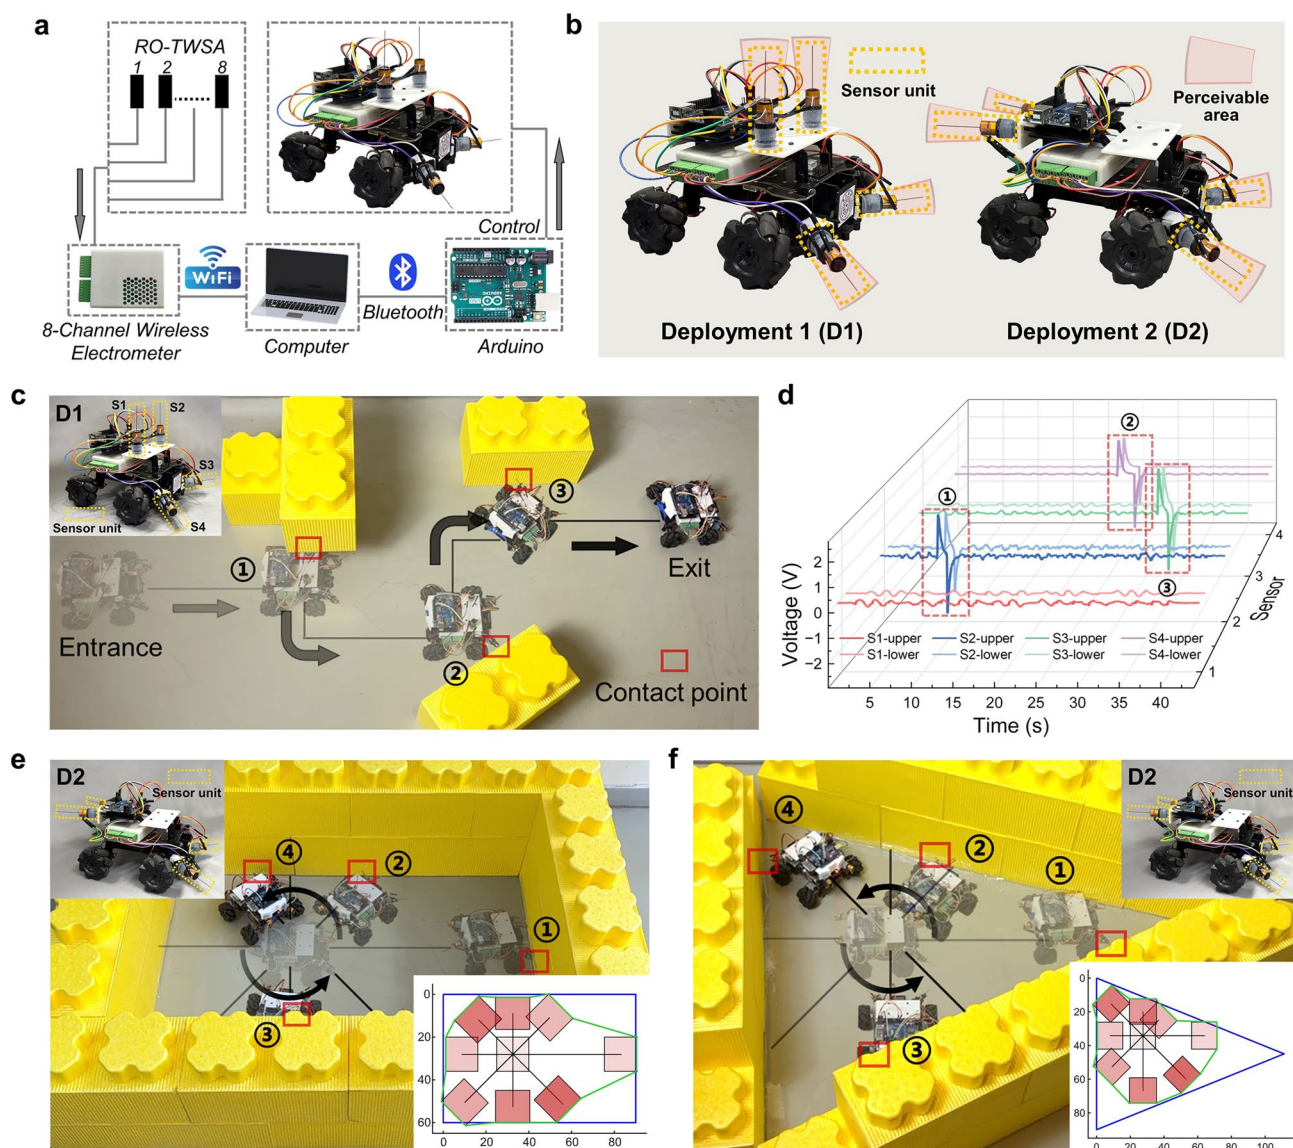 a
RO-TWSA
1 2 8
Control
WiFi
Bluetooth
8-Channel Wireless
Electrometer
Computer
Arduino
b
Sensor unit
Perceivable
area
Deployment 1 (D1)
Deployment 2 (D2)
c
D1
S1
S2
S3
S4
Sensor unit
①
②
③
Entrance
Exit
Contact point
d
①
②
③
Voltage (V)
2
1
0
−1
−2
S1-upper S2-upper S3-upper S4-upper
S1-lower S2-lower S3-lower S4-lower
5 10 15 20 25 30 35 40
Time (s)
Sensor
1
2
3
4
e
D2
Sensor unit
①
②
③
④
0
20
40
60
0 20 40 60 80
f
D2
Sensor unit
①
②
③
④
0
20
40
60
80
0 20 40 60 80 100